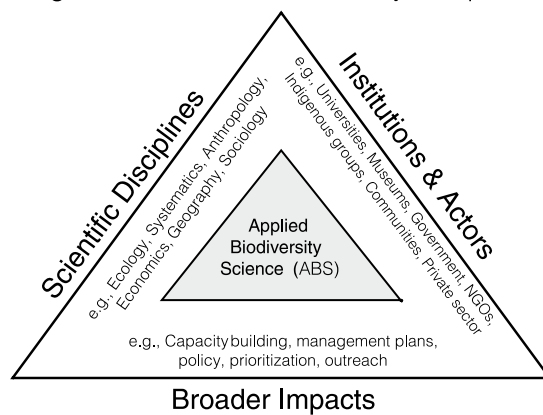 Scientific Disciplines
e.g., Ecology, Systematics, Anthropology,
Economics, Geography, Sociology
Institutions & Actors
e.g., Universities, Museums, Government, NGOs,
Indigenous groups, Communities, Private sector
Applied
Biodiversity
Science (ABS)
e.g., Capacity building, management plans,
policy, prioritization, outreach
Broader Impacts